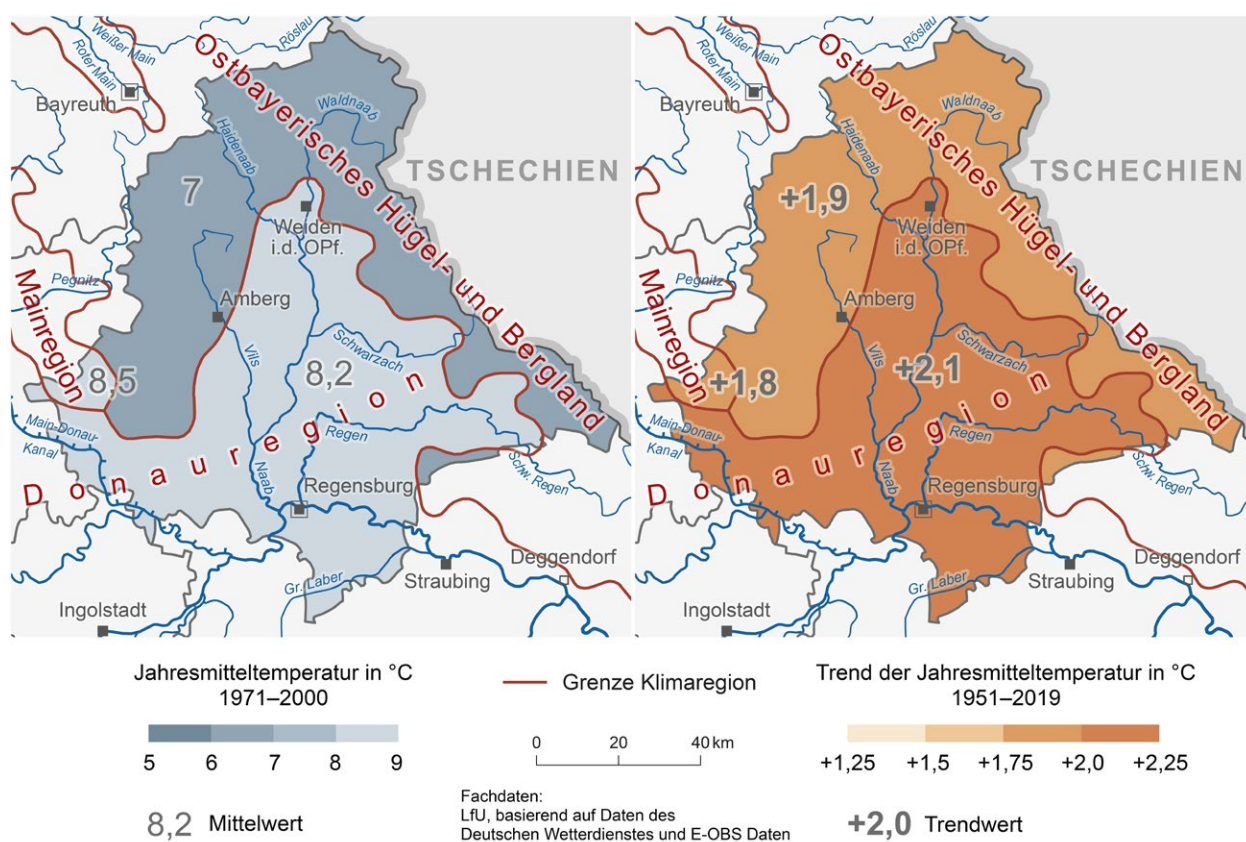 Weißer Main
Roter Main
Röslau
Bayreuth
Ostbayerisches Hügel- und Bergland
Waldnaab
Haidenaab
TSCHECHIEN
7
Weiden
i.d. OPf.
Pegnitz
Mainregion
Amberg
Vils
Schwarzach
8,5
8,2
Donauregion
Main-Donau-
Kanal
Regen
Naab
Schw. Regen
Regensburg
Deggendorf
Straubing
Gr. Laber
Ingolstadt
Weißer Main
Roter Main
Röslau
Bayreuth
Ostbayerisches Hügel- und Bergland
Waldnaab
Haidenaab
TSCHECHIEN
+1,9
Weiden
i.d. OPf.
Pegnitz
Mainregion
Amberg
Vils
Schwarzach
+1,8
+2,1
Donauregion
Main-Donau-
Kanal
Regen
Naab
Schw. Regen
Regensburg
Deggendorf
Straubing
Gr. Laber
Ingolstadt
Jahresmitteltemperatur in °C
1971–2000
5 6 7 8 9
8,2 Mittelwert
Grenze Klimaregion
0 20 40 km
Fachdaten:
LfU, basierend auf Daten des
Deutschen Wetterdienstes und E-OBS Daten
Trend der Jahresmitteltemperatur in °C
1951–2019
+1,25 +1,5 +1,75 +2,0 +2,25
+2,0 Trendwert